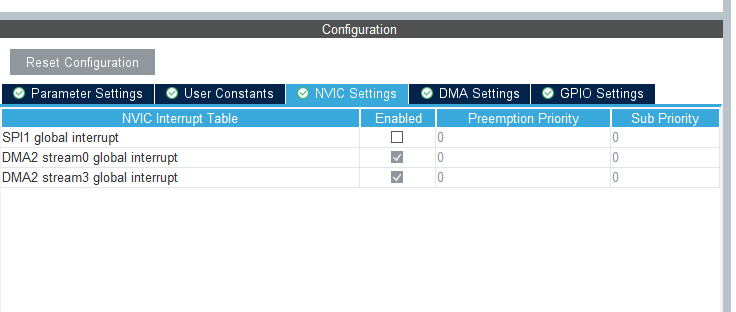 Configuration
Reset Configuration
Parameter Settings User Constants NVIC Settings DMA Settings GPIO Settings
NVIC Interrupt Table Enabled Preemption Priority Sub Priority
SPI1 global interrupt 0 0
DMA2 stream0 global interrupt 0 0
DMA2 stream3 global interrupt 0 0